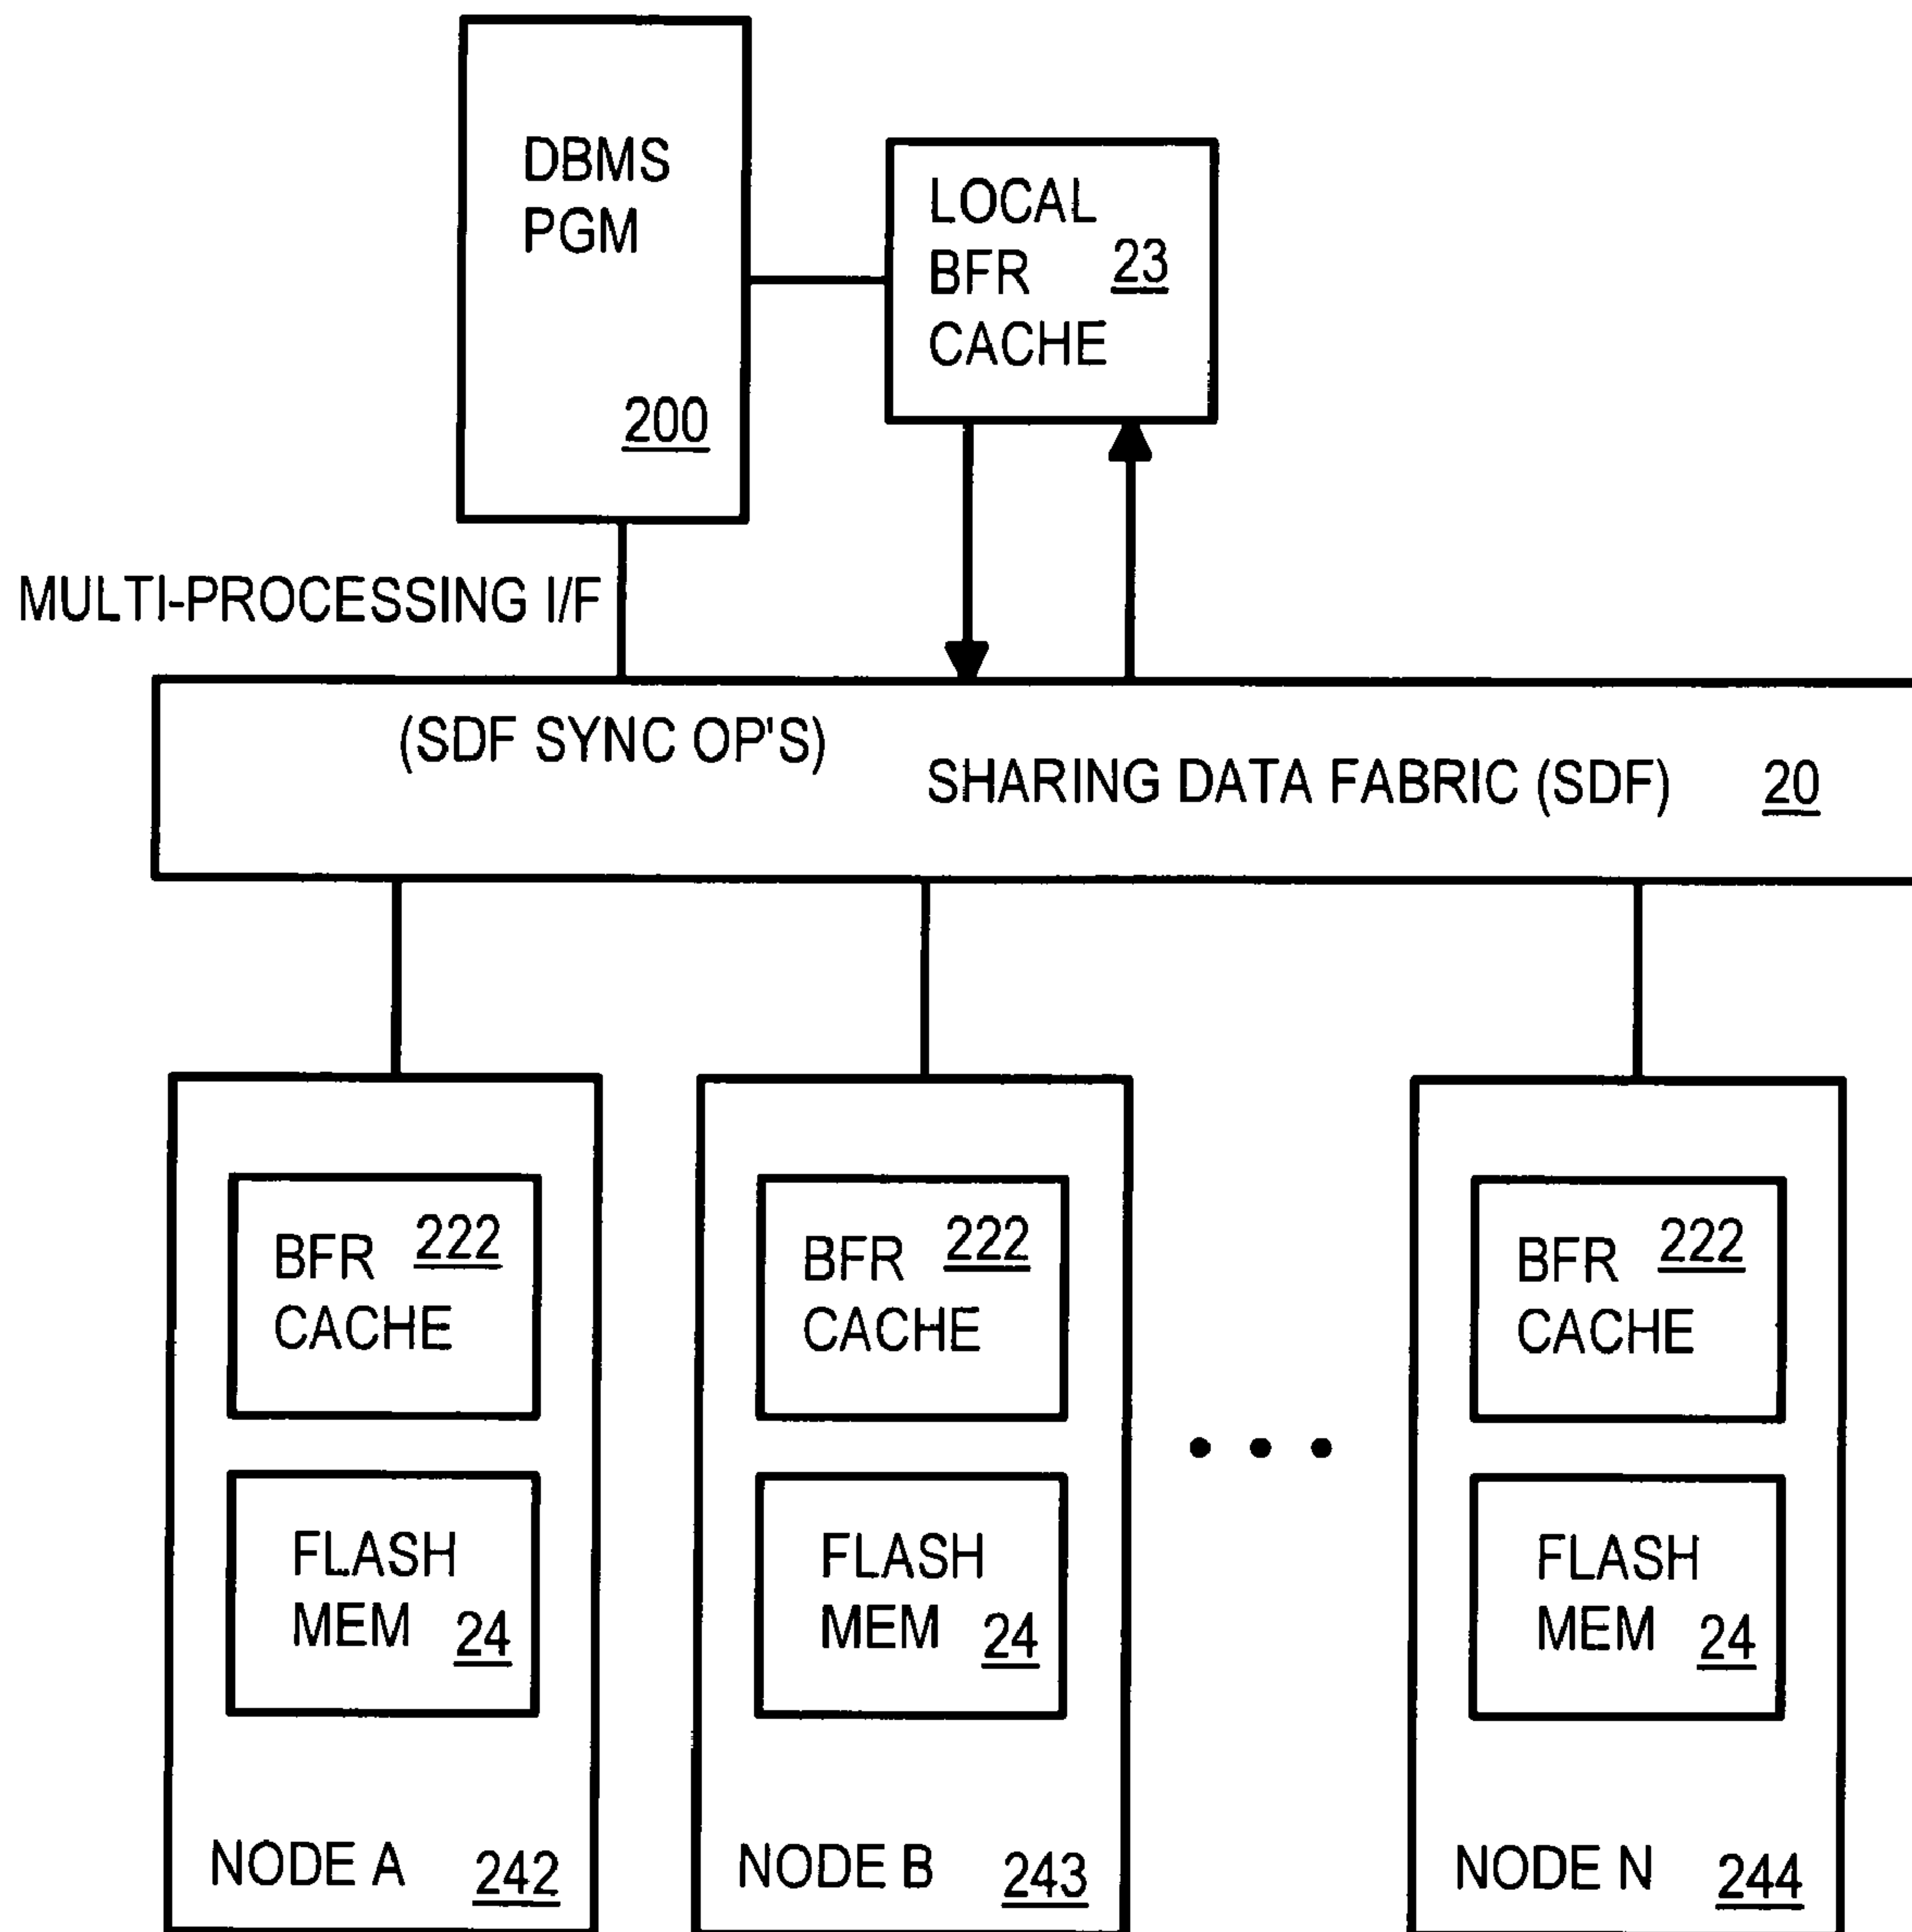 DBMS
PGM
200
LOCAL
BFR 23
CACHE
MULTI-PROCESSING I/F
(SDF SYNC OP'S)
SHARING DATA FABRIC (SDF) 20
BFR 222
CACHE
FLASH
MEM 24
NODE A 242
BFR 222
CACHE
FLASH
MEM 24
NODE B 243
BFR 222
CACHE
FLASH
MEM 24
NODE N 244